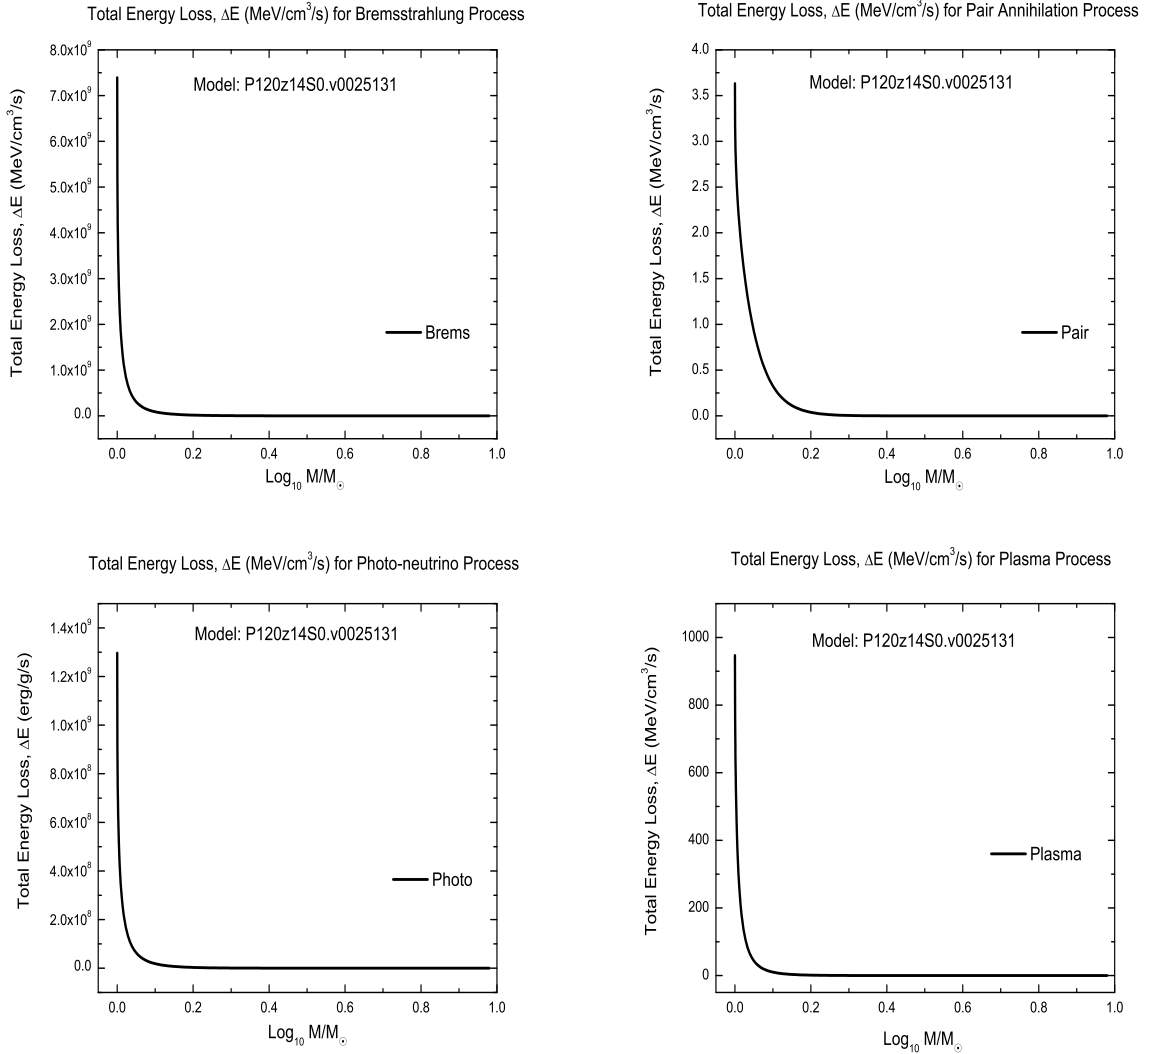 Total Energy Loss, ΔE (MeV/cm³/s) for Bremsstrahlung Process
Model: P120z14S0.v0025131
Total Energy Loss, ΔE (MeV/cm³/s)
8.0x10⁹
7.0x10⁹
6.0x10⁹
5.0x10⁹
4.0x10⁹
3.0x10⁹
2.0x10⁹
1.0x10⁹
0.0
Brems
0.0 0.2 0.4 0.6 0.8 1.0
Log₁₀ M/M☉
Total Energy Loss, ΔE (MeV/cm³/s) for Pair Annihilation Process
Model: P120z14S0.v0025131
Total Energy Loss, ΔE (MeV/cm³/s)
4.0
3.5
3.0
2.5
2.0
1.5
1.0
0.5
0.0
Pair
0.0 0.2 0.4 0.6 0.8 1.0
Log₁₀ M/M☉
Total Energy Loss, ΔE (MeV/cm³/s) for Photo-neutrino Process
Model: P120z14S0.v0025131
Total Energy Loss, ΔE (erg/g/s)
1.4x10⁹
1.2x10⁹
1.0x10⁹
8.0x10⁸
6.0x10⁸
4.0x10⁸
2.0x10⁸
0.0
Photo
0.0 0.2 0.4 0.6 0.8 1.0
Log₁₀ M/M☉
Total Energy Loss, ΔE (MeV/cm³/s) for Plasma Process
Model: P120z14S0.v0025131
Total Energy Loss, ΔE (MeV/cm³/s)
1000
800
600
400
200
0
Plasma
0.0 0.2 0.4 0.6 0.8 1.0
Log₁₀ M/M☉